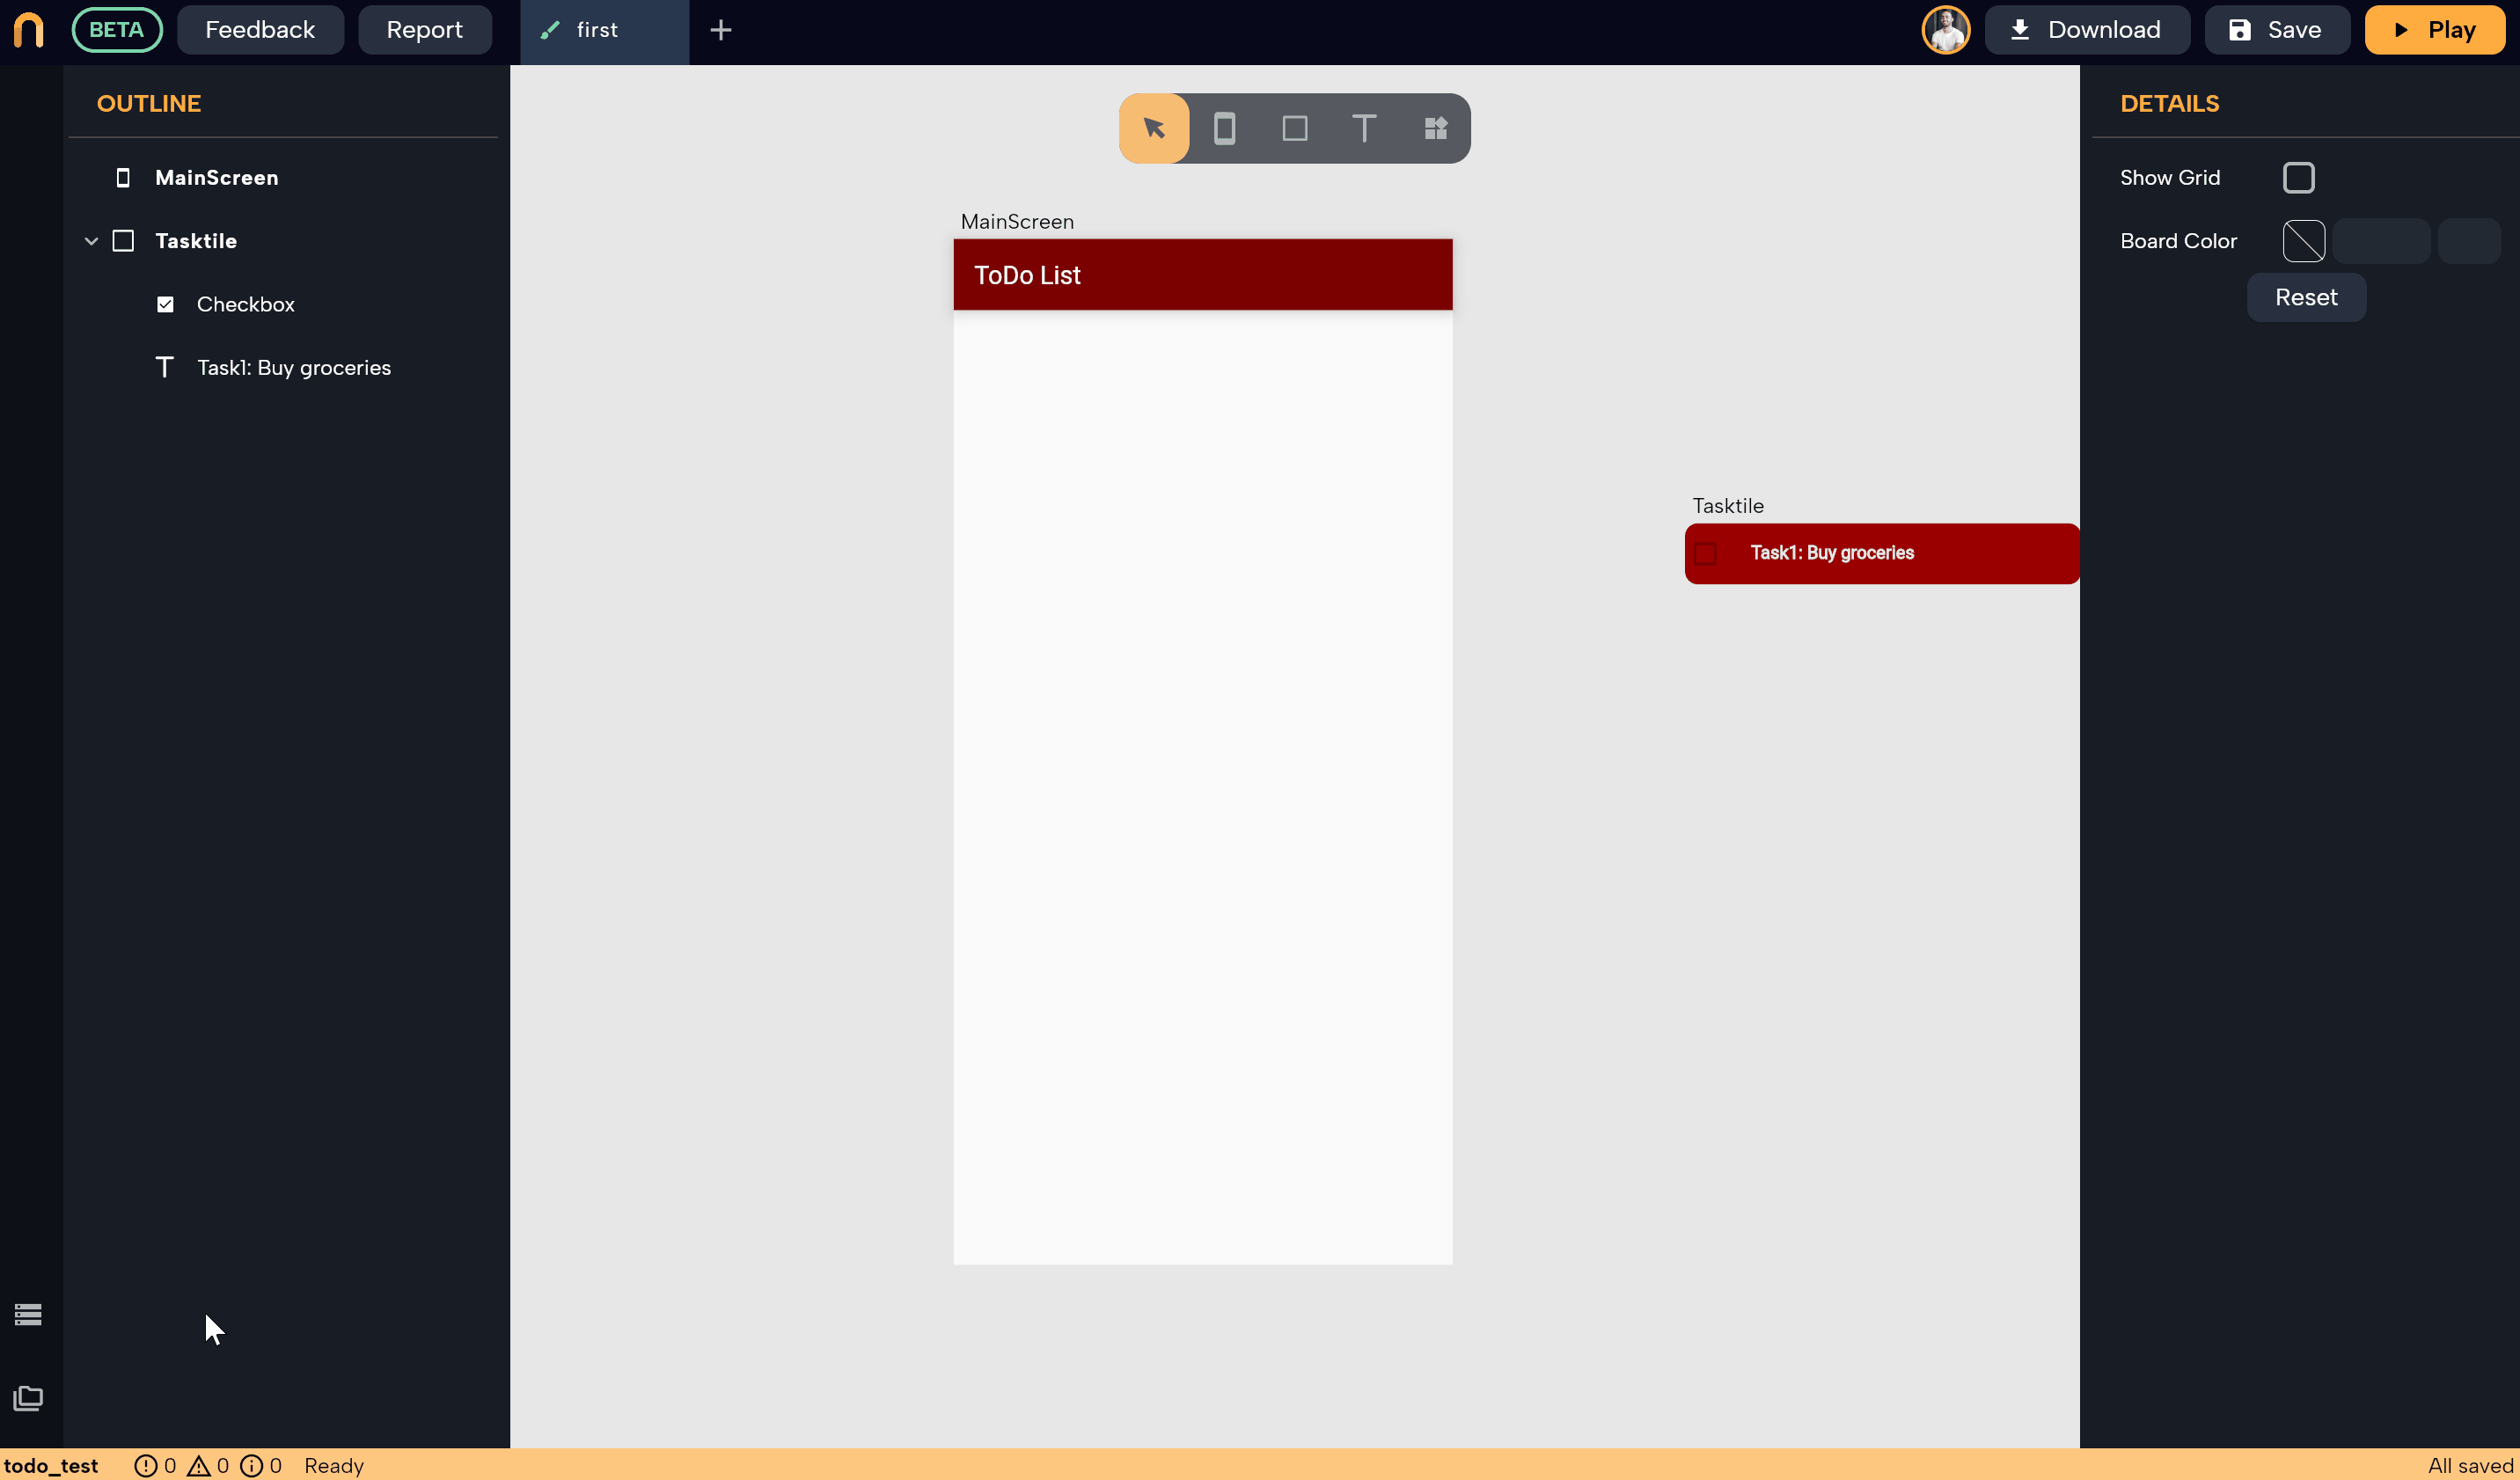 BETA
Feedback
Report
first
Download
Save
Play
OUTLINE
MainScreen
Tasktile
Checkbox
Task1: Buy groceries
MainScreen
ToDo List
Tasktile
Task1: Buy groceries
DETAILS
Show Grid
Board Color
Reset
todo_test
0
0
0
Ready
All saved